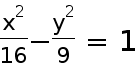 x²/16 − y²/9 = 1